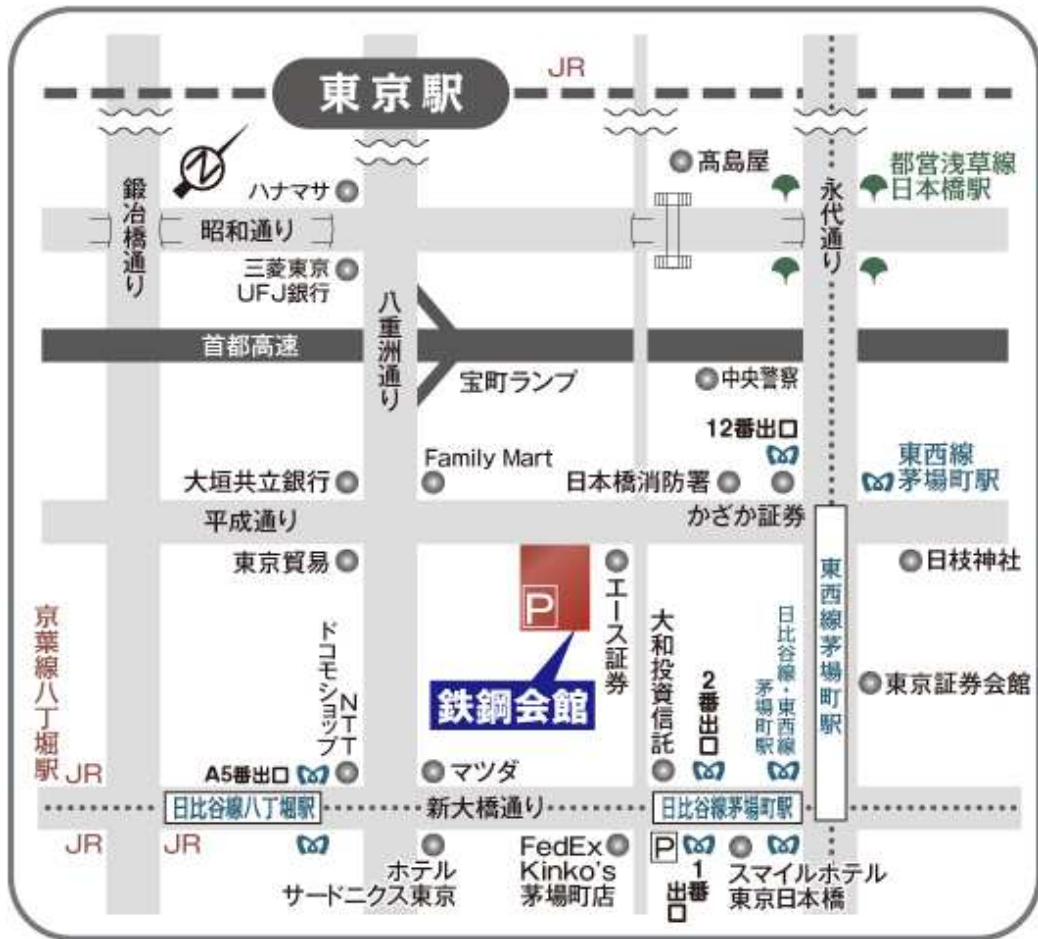 JR
東京駅
髙島屋
都営浅草線
日本橋駅
鍛冶橋通り
N
ハナマサ
永代通り
昭和通り
三菱東京
UFJ銀行
八重洲通り
首都高速
宝町ランプ
中央警察
12番出口
Family Mart
大垣共立銀行
日本橋消防署
東西線
茅場町駅
かざか証券
平成通り
東京貿易
P
エース証券
日枝神社
東西線茅場町駅
京葉線八丁堀駅
ドコモショップ
NTT
鉄鋼会館
大和投資信託
2番出口
日比谷線・東西線
茅場町駅
東京証券会館
JR
A5番出口
マツダ
日比谷線八丁堀駅
新大橋通り
日比谷線茅場町駅
JR
JR
ホテル
サードニクス東京
FedEx
Kinko's
茅場町店
P
1番
出口
スマイルホテル
東京日本橋